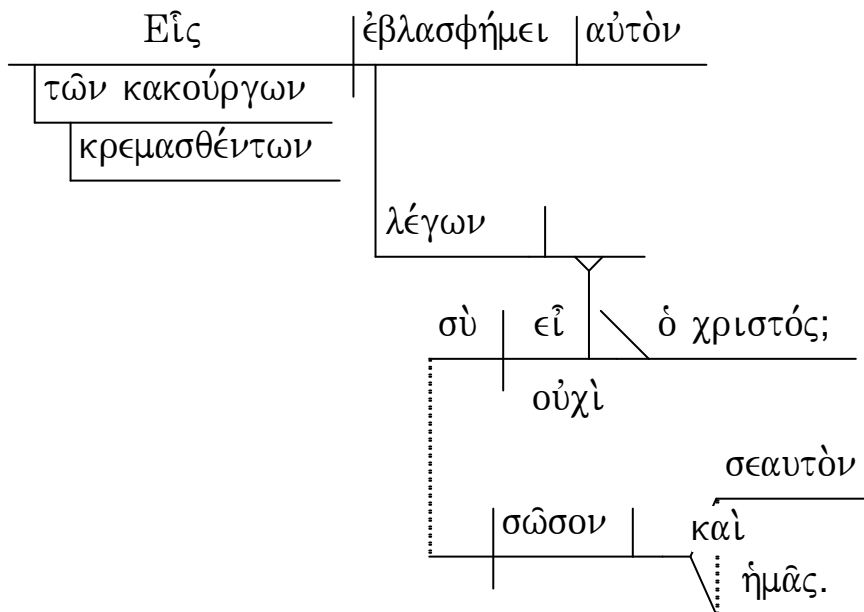 Εἷς ἐβλασφήμει αὐτὸν
τῶν κακούργων
κρεμασθέντων
λέγων
σὺ εἶ ὁ χριστός;
οὐχὶ
σεαυτὸν
σῶσον καὶ
ἡμᾶς.